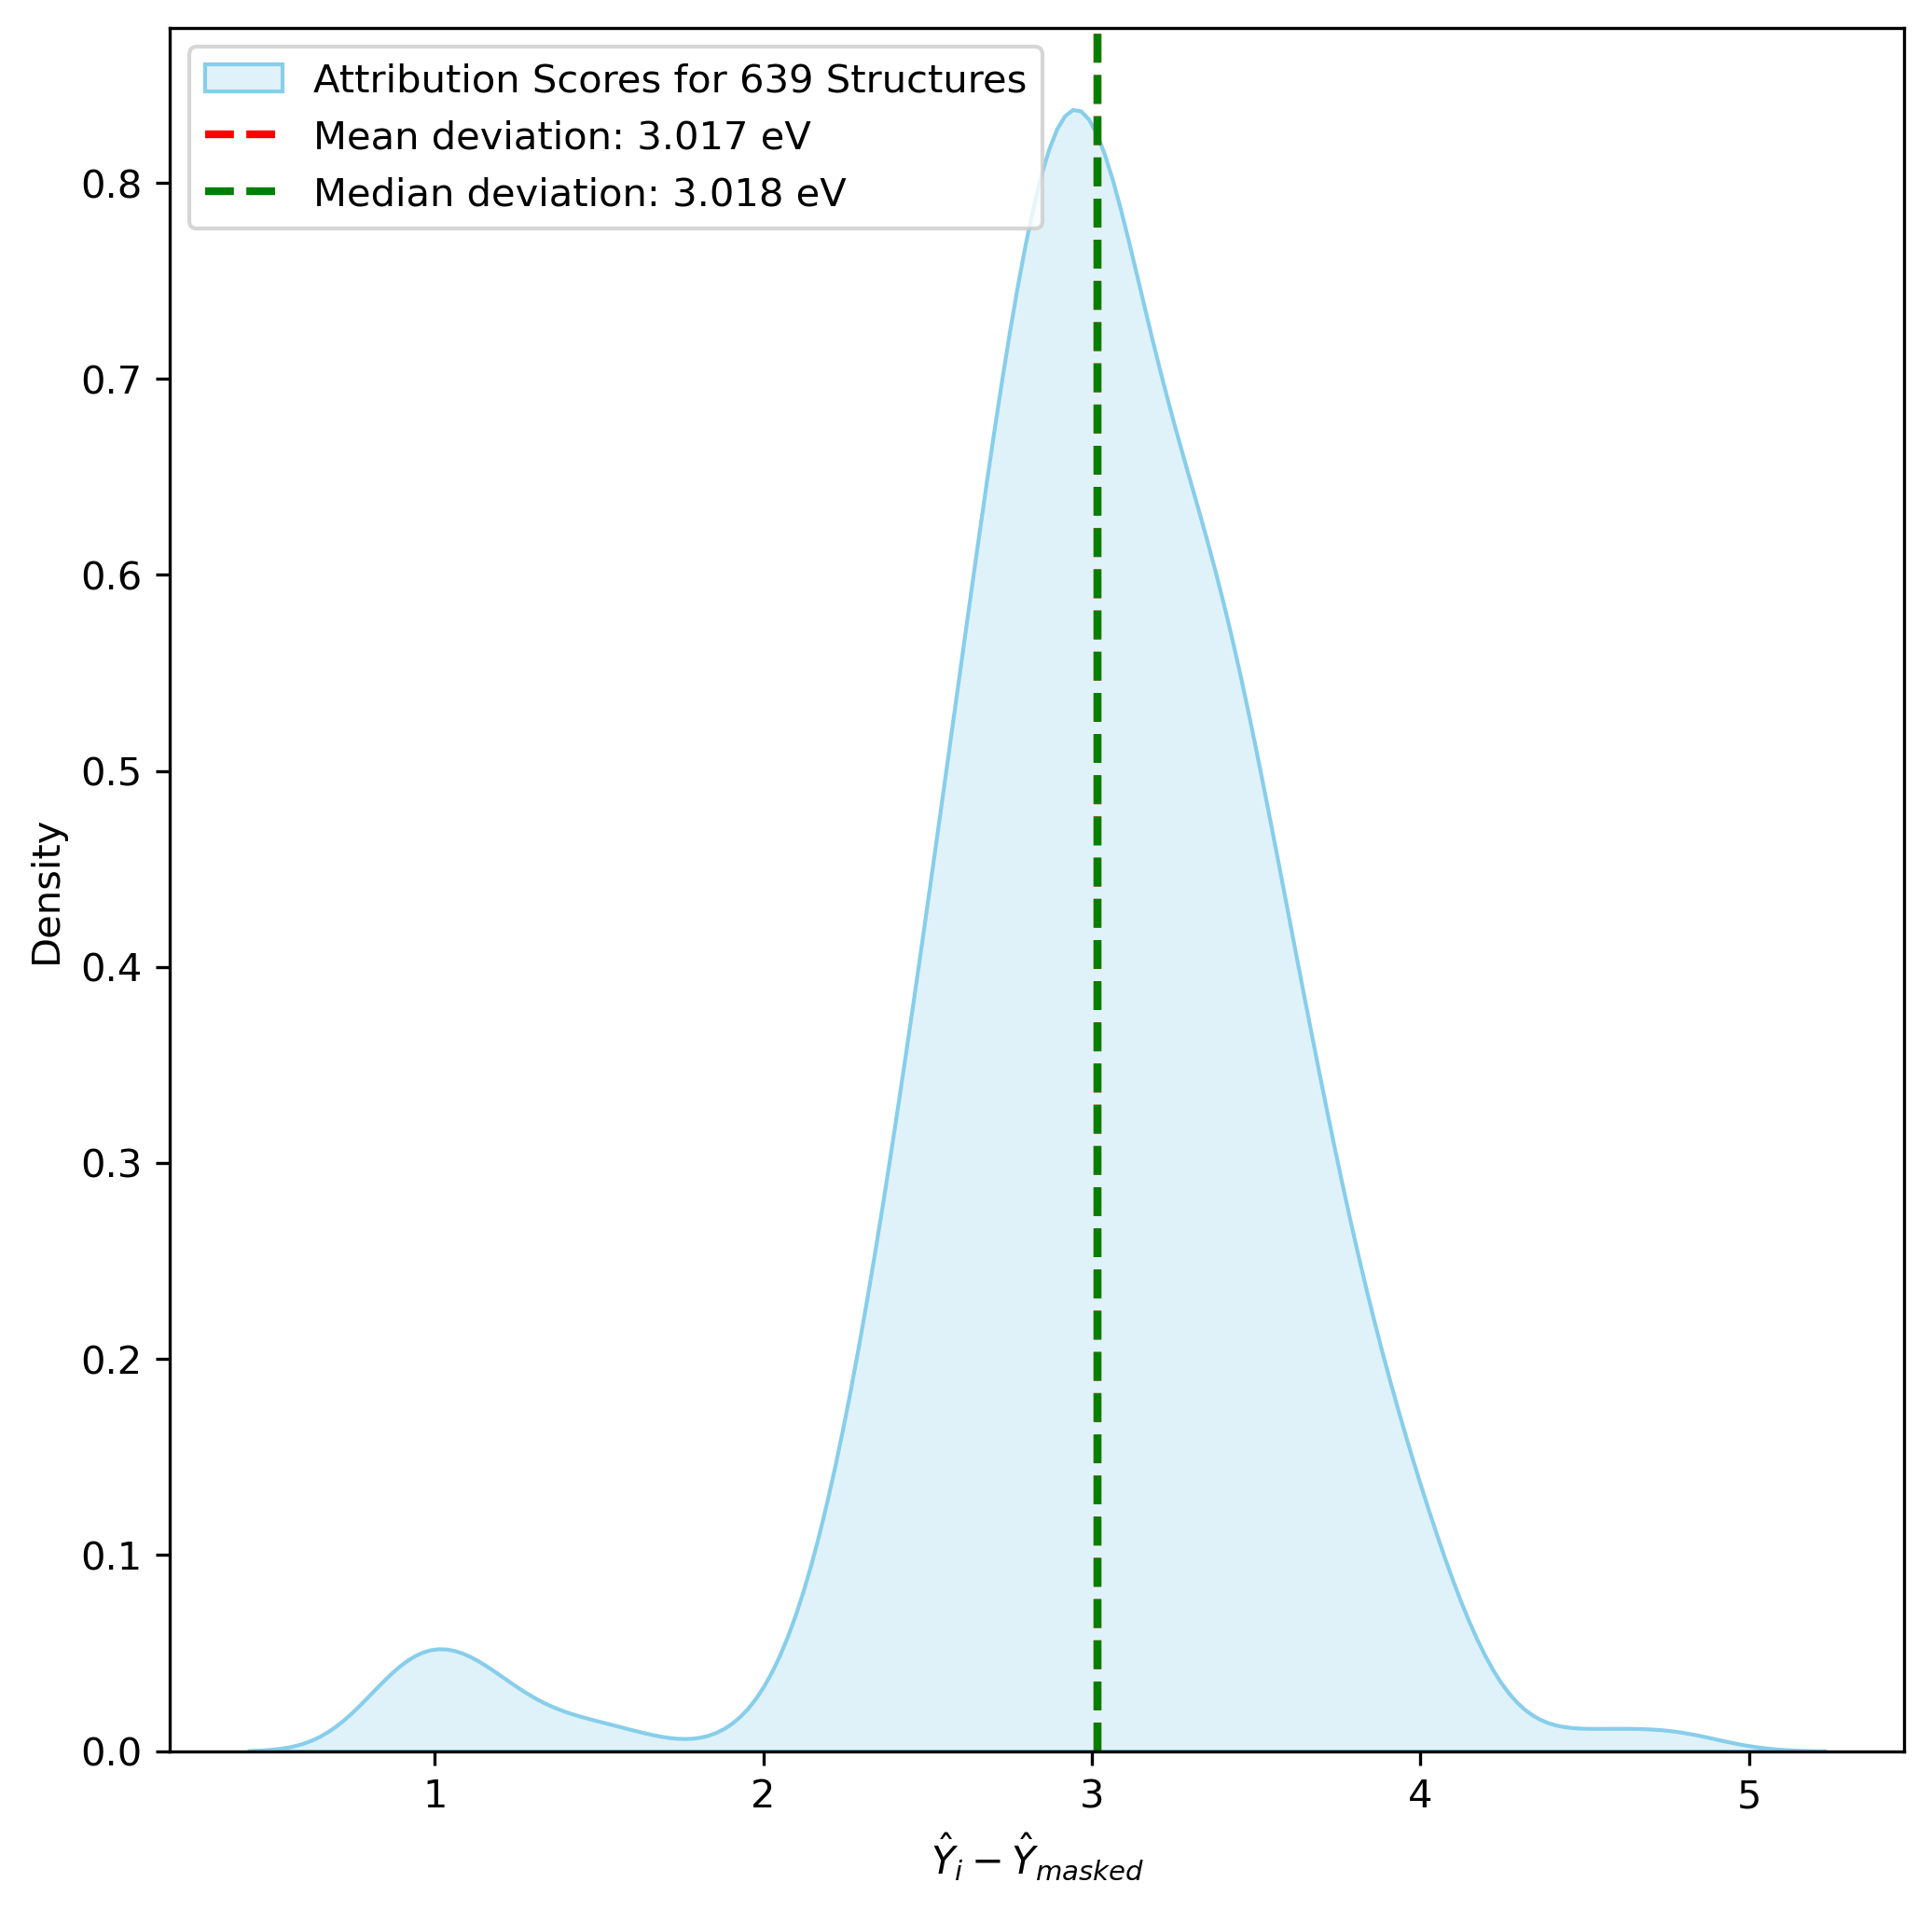 Attribution Scores for 639 Structures
Mean deviation: 3.017 eV
Median deviation: 3.018 eV
Density
0.8
0.7
0.6
0.5
0.4
0.3
0.2
0.1
0.0
1 2 3 4 5
Ŷᵢ − Ŷ_masked